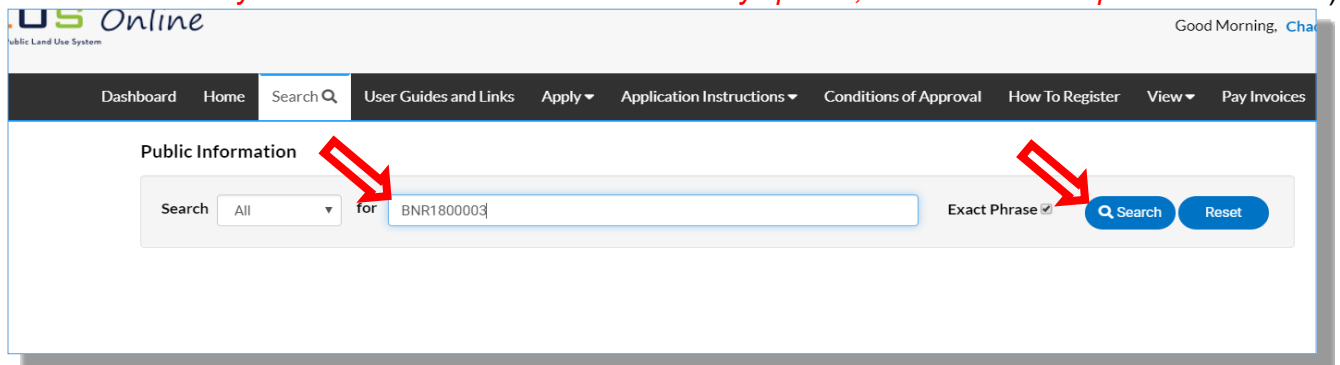 Online
Public Land Use System
Good Morning,
Dashboard Home Search User Guides and Links Apply Application Instructions Conditions of Approval How To Register View Pay Invoices
Public Information
Search All for BNR1800003 Exact Phrase Search Reset